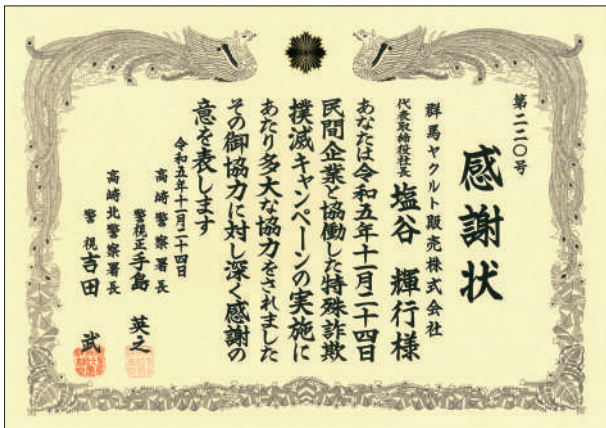 第二二〇号
感謝状
群馬ヤクルト販売株式会社
代表取締役社長 塩谷 輝行様
あなたは令和五年十一月二十四日
民間企業と協働した特殊詐欺
撲滅キャンペーンの実施に
あたり多大な協力をされました
その御協力に対し深く感謝の
意を表します
令和五年十一月二十四日
高崎警察署長
警視正 手島 英之
高崎北警察署長
警視 吉田 武